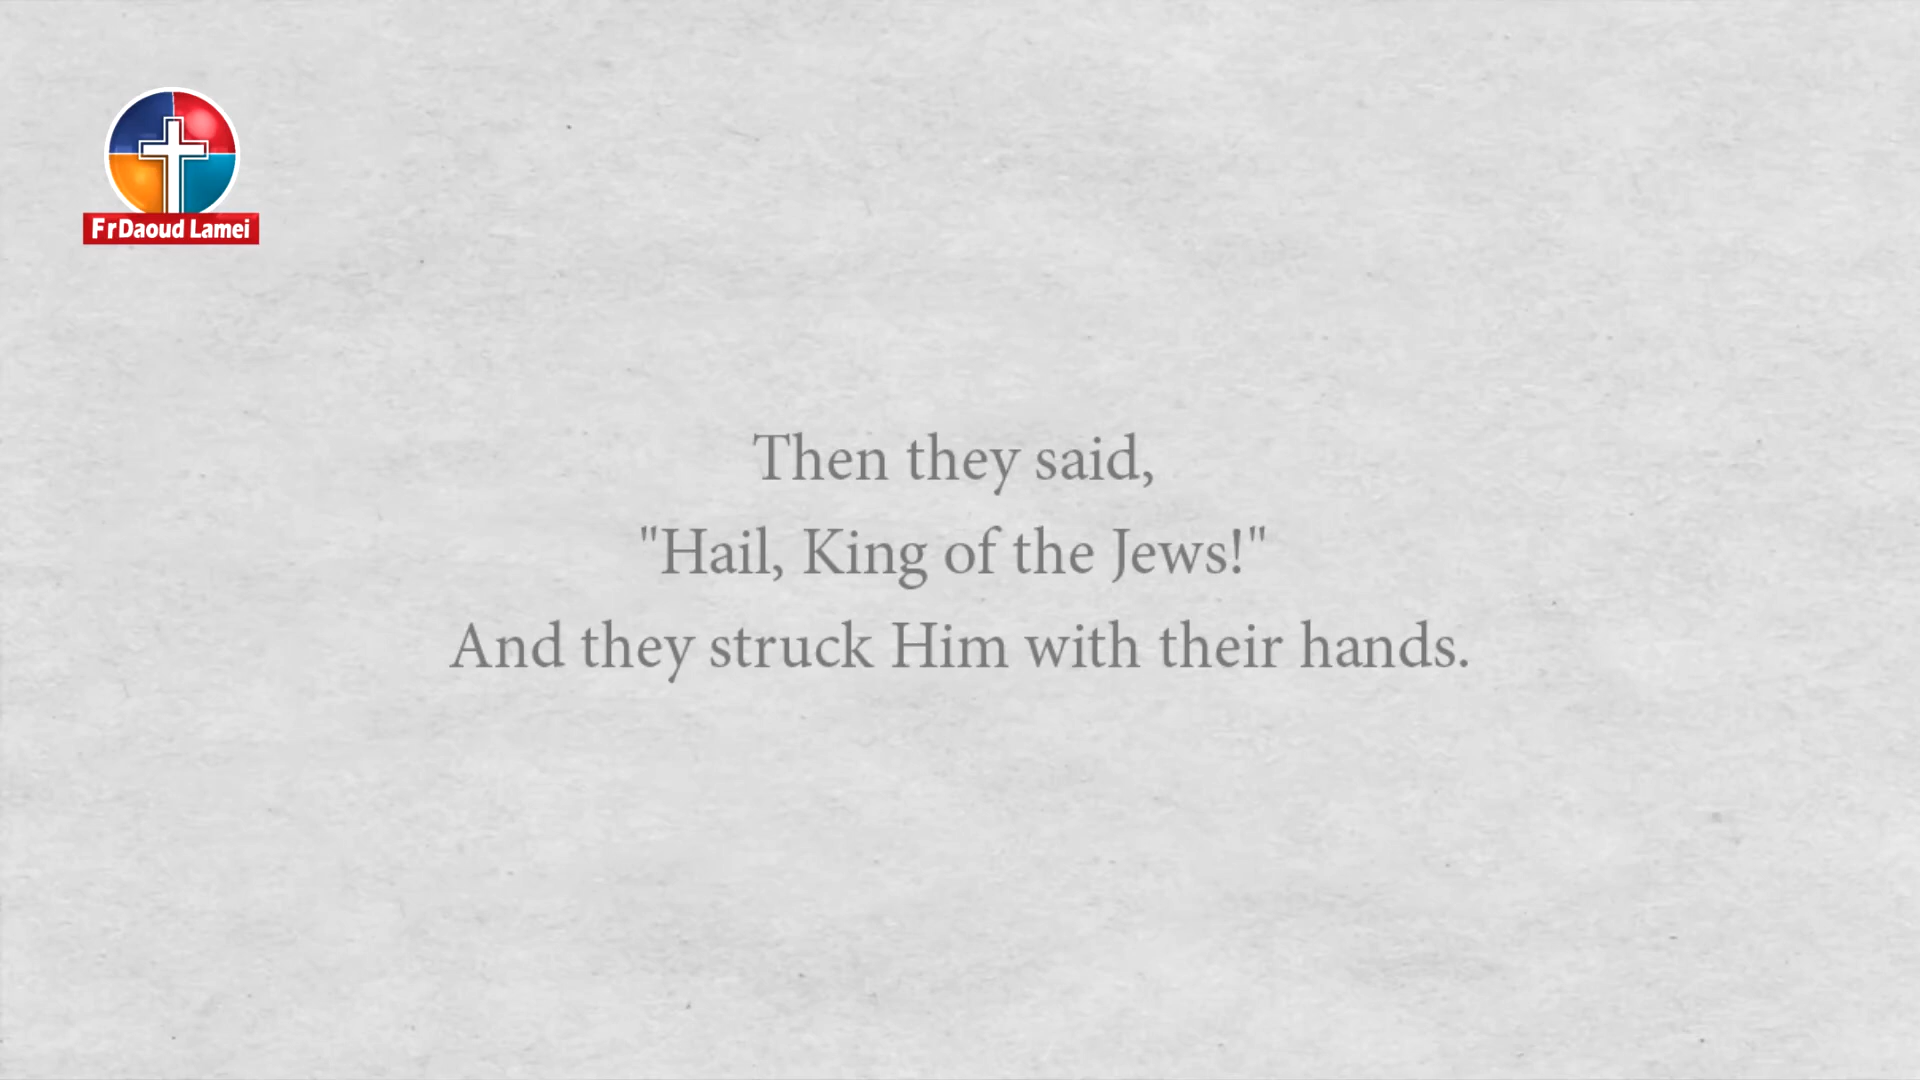 FrDaoud Lamei
Then they said,
"Hail, King of the Jews!"
And they struck Him with their hands.